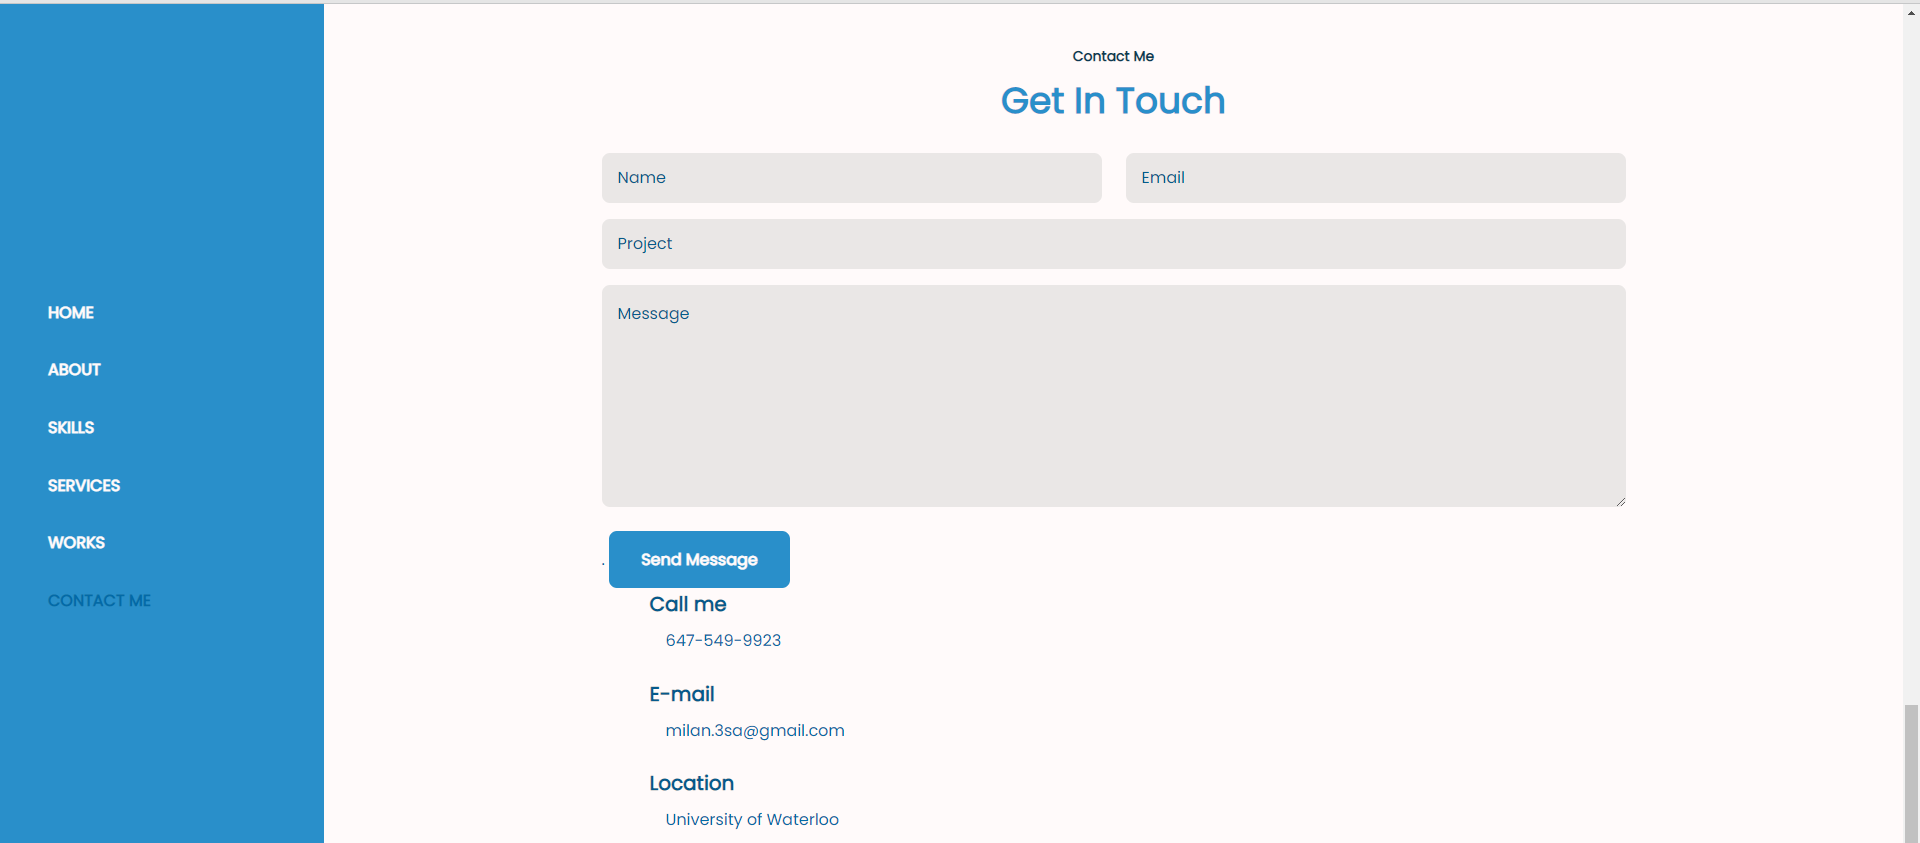 HOME
ABOUT
SKILLS
SERVICES
WORKS
CONTACT ME
Contact Me
Get In Touch
Name
Email
Project
Message
. Send Message
Call me
647-549-9923
E-mail
milan.3sa@gmail.com
Location
University of Waterloo